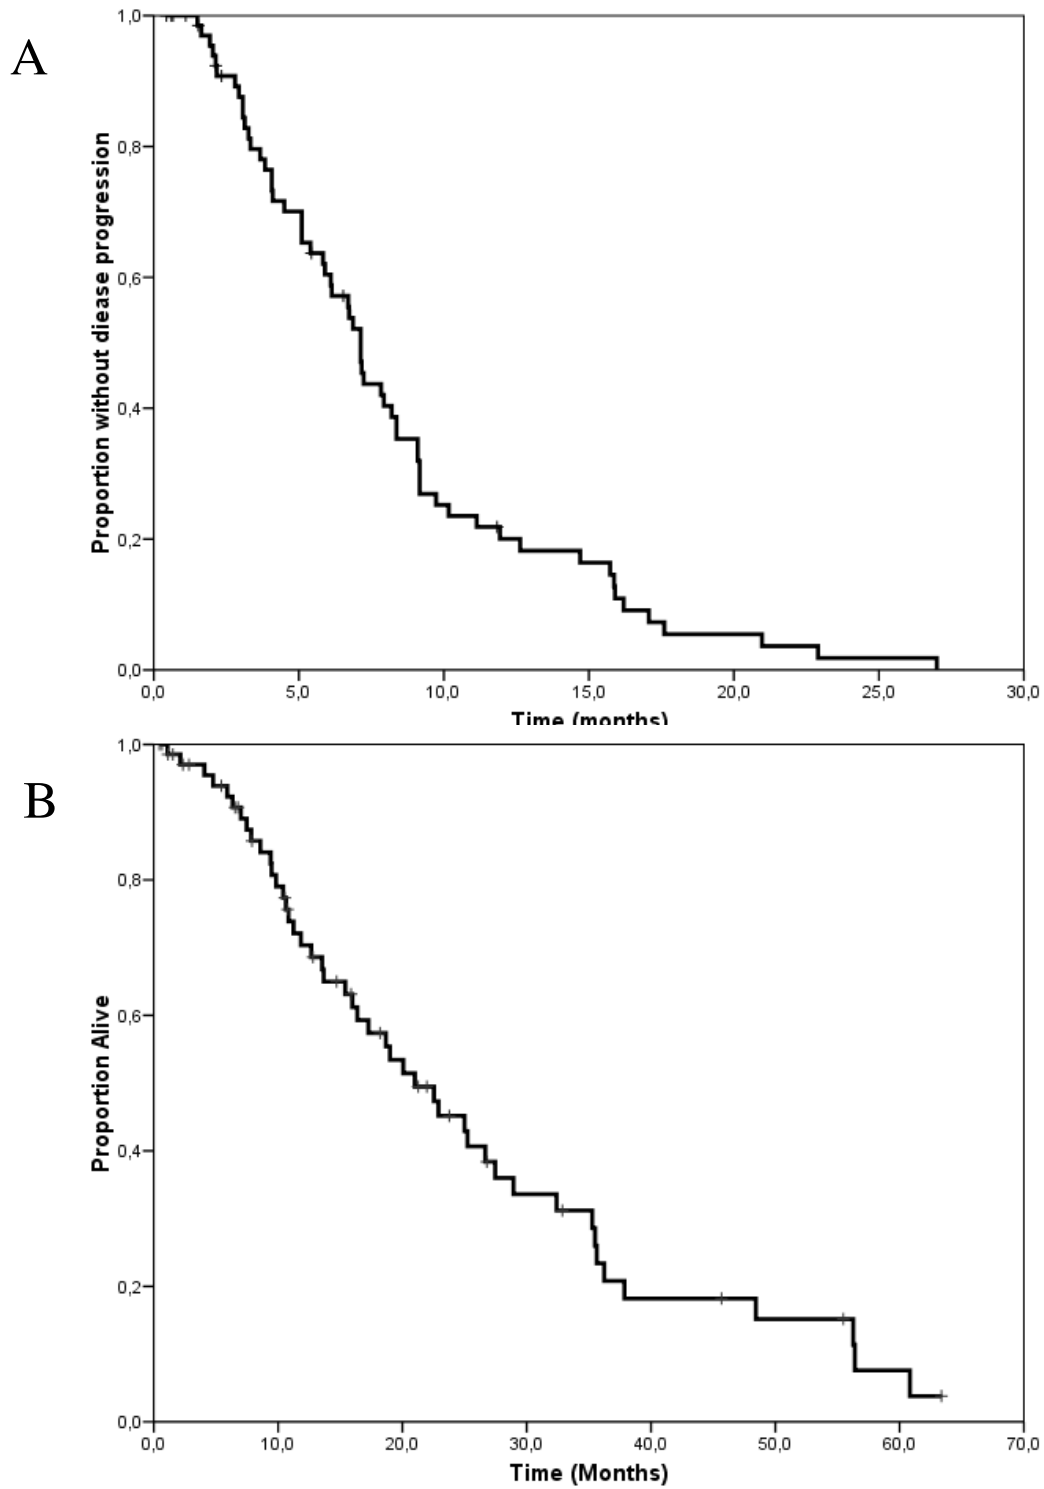 A
Proportion without diease progression
1,0
0,8
0,6
0,4
0,2
0,0
0,0 5,0 10,0 15,0 20,0 25,0 30,0
Time (months)
B
Proportion Alive
1,0
0,8
0,6
0,4
0,2
0,0
0,0 10,0 20,0 30,0 40,0 50,0 60,0 70,0
Time (Months)